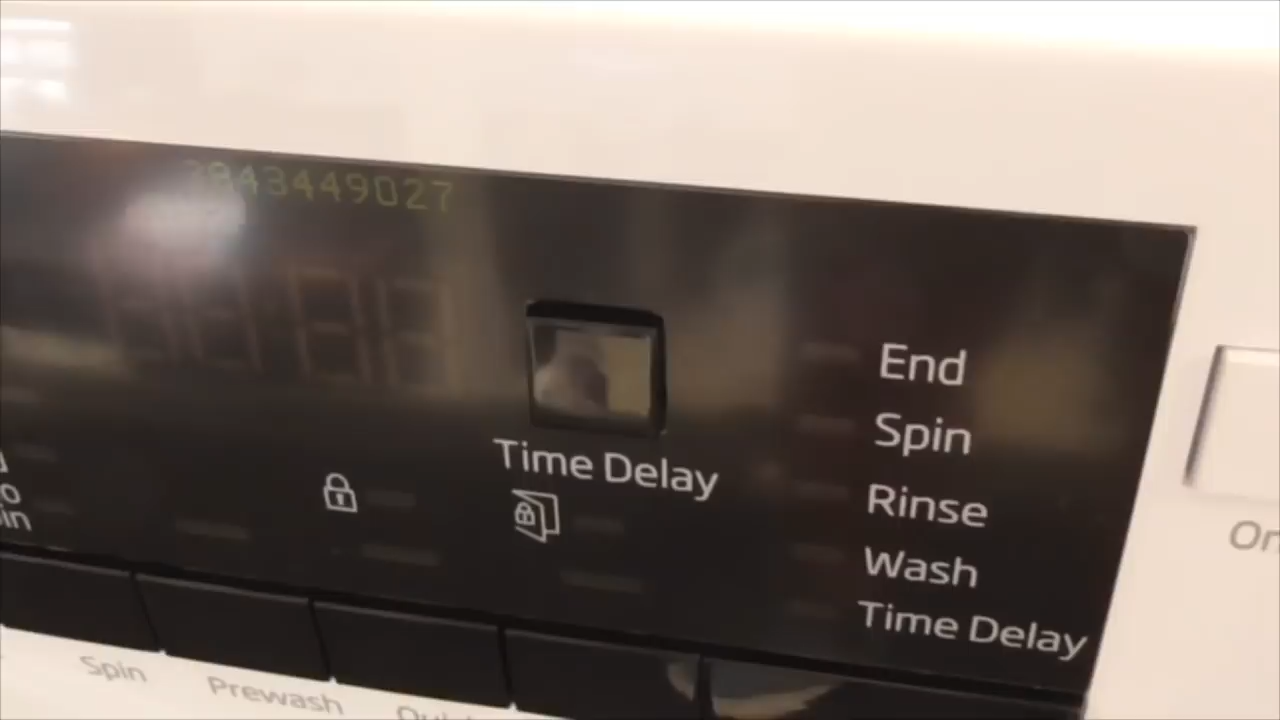 2843449027
End
Spin
Time Delay
Rinse
Wash
Time Delay
Spin
Prewash